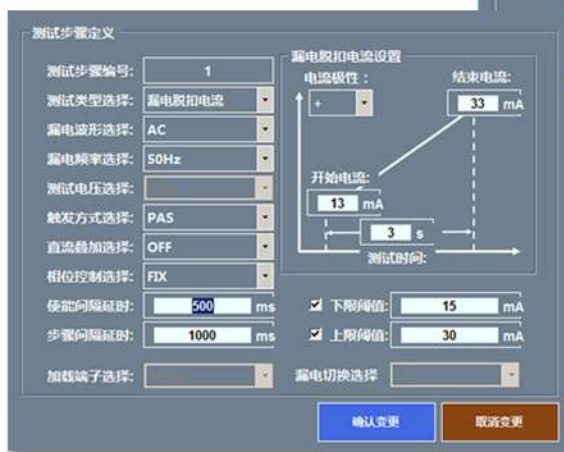 测试步骤定义
测试步骤编号: 1
测试类型选择: 漏电脱扣电流
漏电波形选择: AC
漏电频率选择: 50Hz
测试电压选择:
触发方式选择: PAS
直流叠加选择: OFF
相位控制选择: FIX
使能间隔延时: 500 ms
步骤间隔延时: 1000 ms
加载端子选择:
漏电脱扣电流设置
电流极性：
+
结束电流:
33 mA
开始电流:
13 mA
3 s
测试时间:
下限阈值: 15 mA
上限阈值: 30 mA
漏电切换选择
确认变更
取消变更